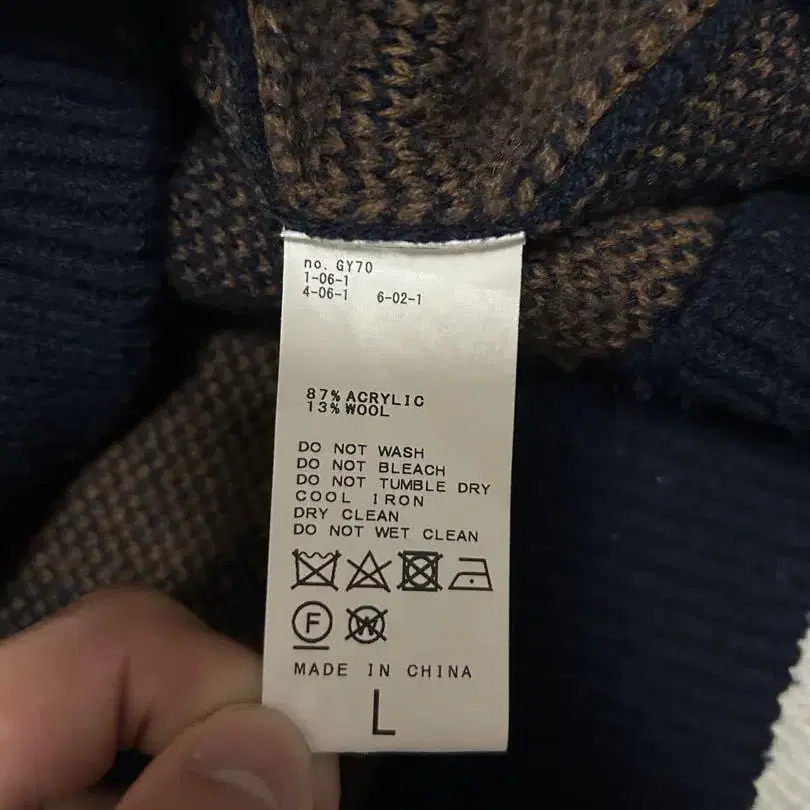 no. GY70
1-06-1
4-06-1 6-02-1
87% ACRYLIC
13% WOOL
DO NOT WASH
DO NOT BLEACH
DO NOT TUMBLE DRY
COOL IRON
DRY CLEAN
DO NOT WET CLEAN
F W
MADE IN CHINA
L